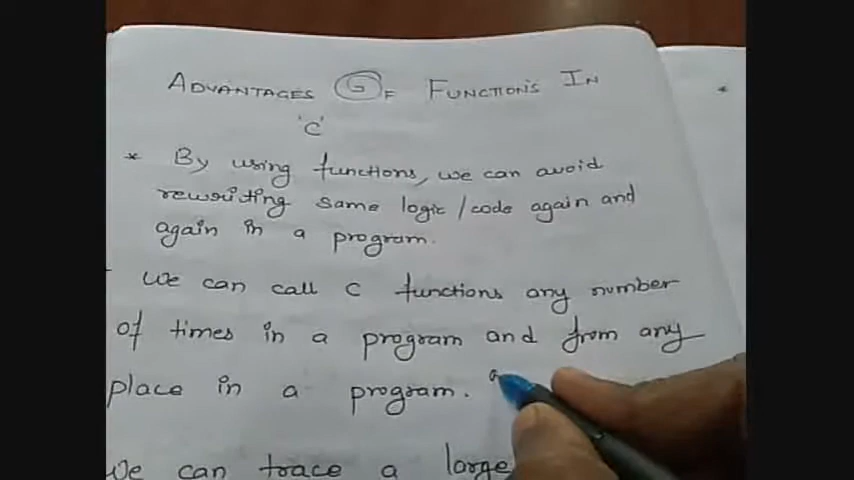 ADVANTAGES OF FUNCTIONS IN
'C'
* By using functions, we can avoid
rewriting same logic/code again and
again in a program.
We can call C functions any number
of times in a program and from any
place in a program.
We can trace a large
*